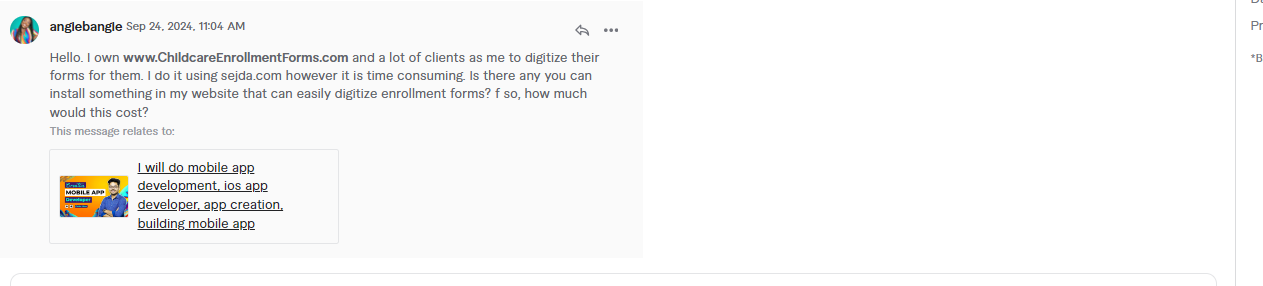 angiebangie Sep 24, 2024, 11:04 AM
Hello. I own www.ChildcareEnrollmentForms.com and a lot of clients as me to digitize their
forms for them. I do it using sejda.com however it is time consuming. Is there any you can
install something in my website that can easily digitize enrollment forms? f so, how much
would this cost?
This message relates to:
I will do mobile app
development, ios app
developer, app creation,
building mobile app
MOBILE APP
Developer
Pr
*B